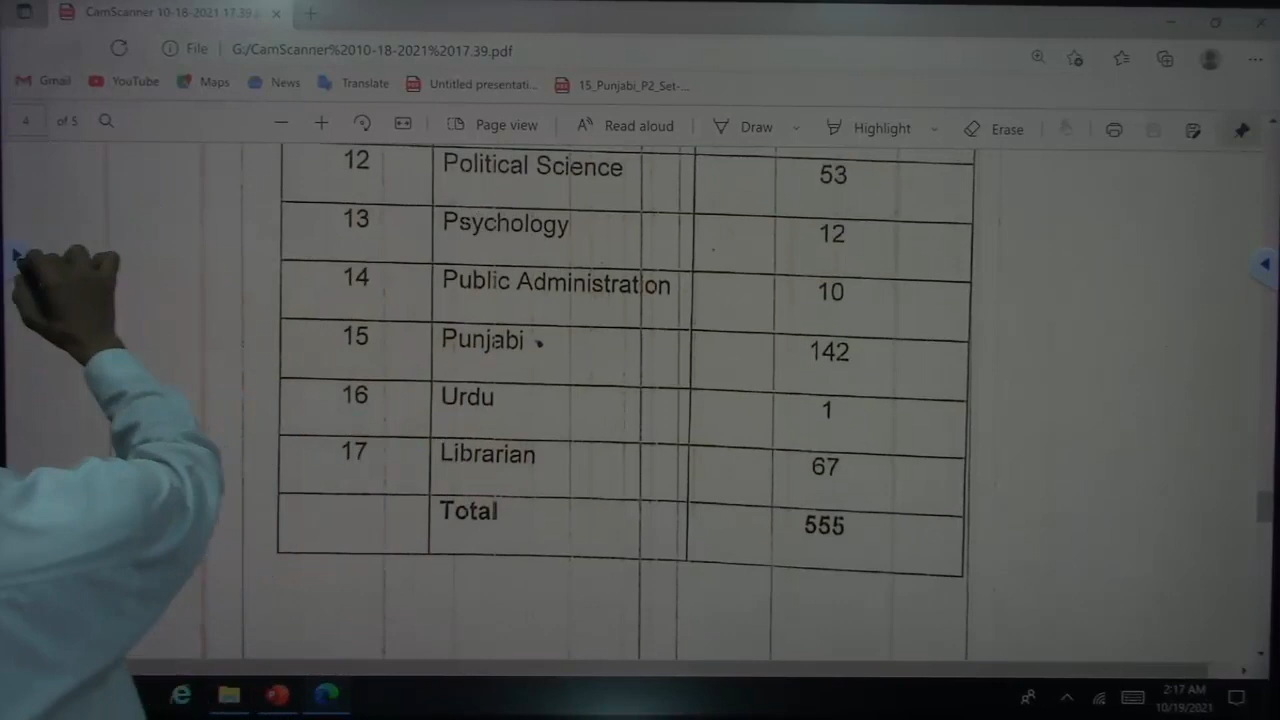 CamScanner 10-18-2021 17.39
File G:/CamScanner%2010-18-2021%2017.39.pdf
Gmail YouTube Maps News Translate Untitled presentati... 15_Punjabi_P2_Set-...
4 of 5 Page view Read aloud Draw Highlight Erase
12 Political Science 53
13 Psychology 12
14 Public Administration 10
15 Punjabi 142
16 Urdu 1
17 Librarian 67
Total 555
2:17 AM
10/19/2021